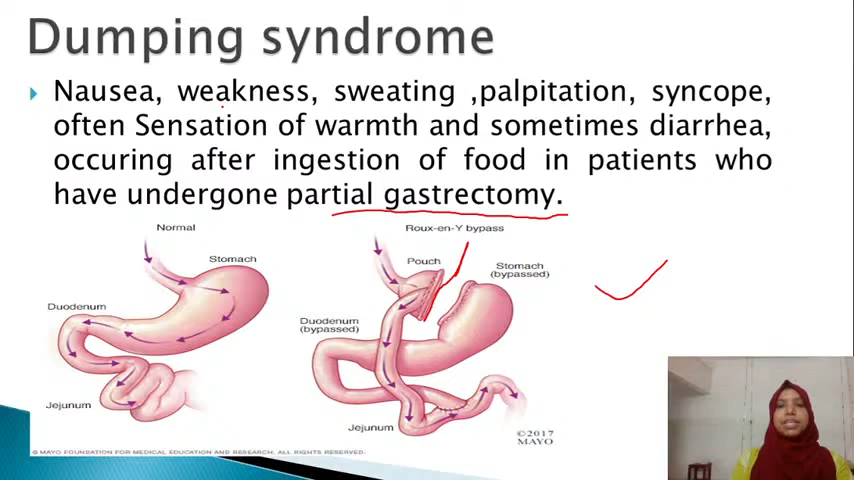 Dumping syndrome
Nausea, weakness, sweating ,palpitation, syncope,
often Sensation of warmth and sometimes diarrhea,
occuring after ingestion of food in patients who
have undergone partial gastrectomy.
Normal
Stomach
Duodenum
Jejunum
Roux-en-Y bypass
Pouch
Stomach
(bypassed)
Duodenum
(bypassed)
Jejunum
©2017
MAYO
© MAYO FOUNDATION FOR MEDICAL EDUCATION AND RESEARCH. ALL RIGHTS RESERVED.